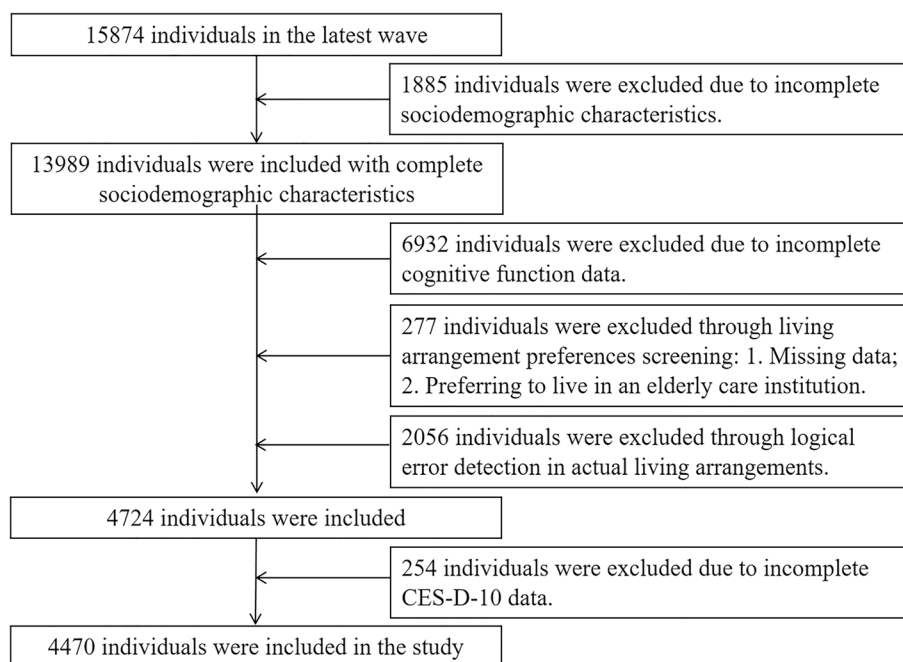 15874 individuals in the latest wave
1885 individuals were excluded due to incomplete
sociodemographic characteristics.
13989 individuals were included with complete
sociodemographic characteristics
6932 individuals were excluded due to incomplete
cognitive function data.
277 individuals were excluded through living
arrangement preferences screening: 1. Missing data;
2. Preferring to live in an elderly care institution.
2056 individuals were excluded through logical
error detection in actual living arrangements.
4724 individuals were included
254 individuals were excluded due to incomplete
CES-D-10 data.
4470 individuals were included in the study